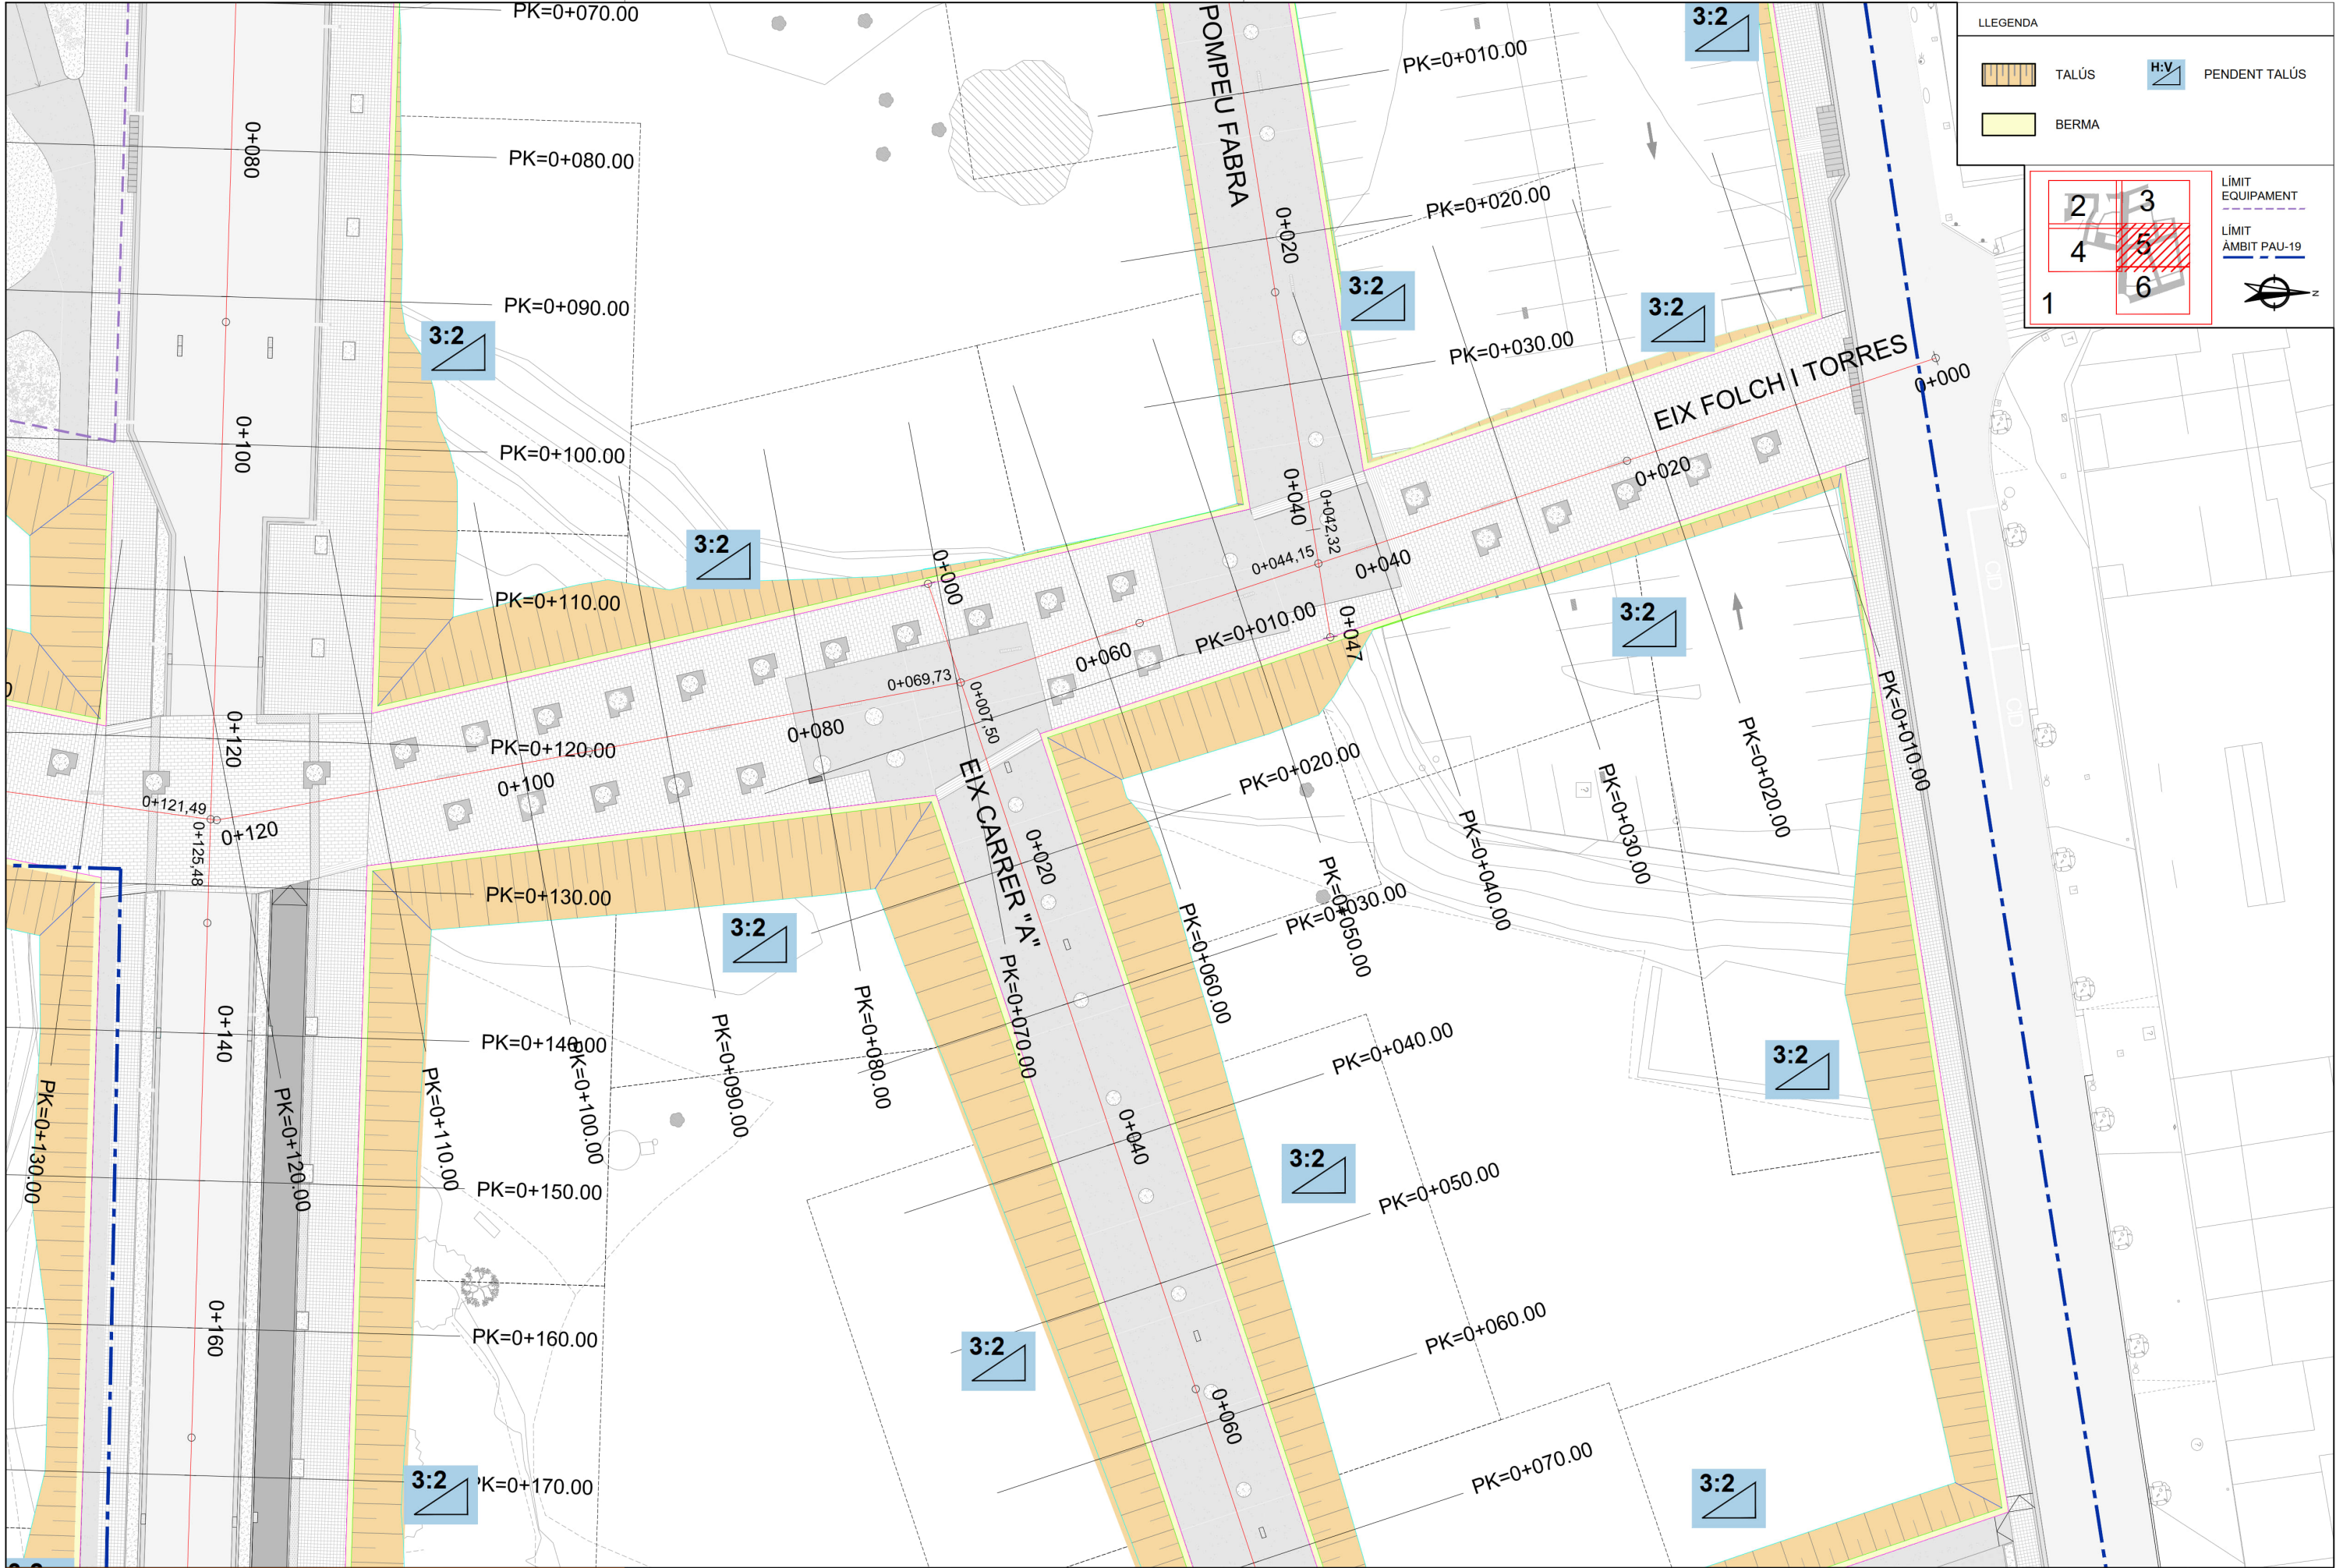 PK=0+070.00
PK=0+080.00
PK=0+090.00
PK=0+100.00
PK=0+110.00
PK=0+120.00
PK=0+130.00
PK=0+140.00
PK=0+150.00
PK=0+160.00
PK=0+170.00
0+080
0+100
0+120
0+140
0+160
0+121,49
0+125,48
POMPEU FABRA
0+020
0+040
0+042,32
0+047
PK=0+010.00
PK=0+020.00
PK=0+030.00
EIX FOLCH I TORRES
0+000
0+020
0+040
0+044,15
0+060
0+069,73
0+080
0+100
0+120
PK=0+010.00
PK=0+020.00
PK=0+030.00
PK=0+040.00
PK=0+050.00
PK=0+060.00
PK=0+070.00
PK=0+080.00
PK=0+090.00
PK=0+100.00
PK=0+110.00
PK=0+120.00
PK=0+130.00
EIX CARRER "A"
0+000
0+007,50
0+020
0+040
0+060
PK=0+010.00
PK=0+020.00
PK=0+030.00
PK=0+040.00
PK=0+050.00
PK=0+060.00
PK=0+070.00
3:2
3:2
3:2
3:2
3:2
3:2
3:2
3:2
3:2
3:2
3:2
3:2
LLEGENDA
TALÚS
H:V
PENDENT TALÚS
BERMA
2
3
4
5
6
1
LÍMIT
EQUIPAMENT
LÍMIT
ÀMBIT PAU-19
N